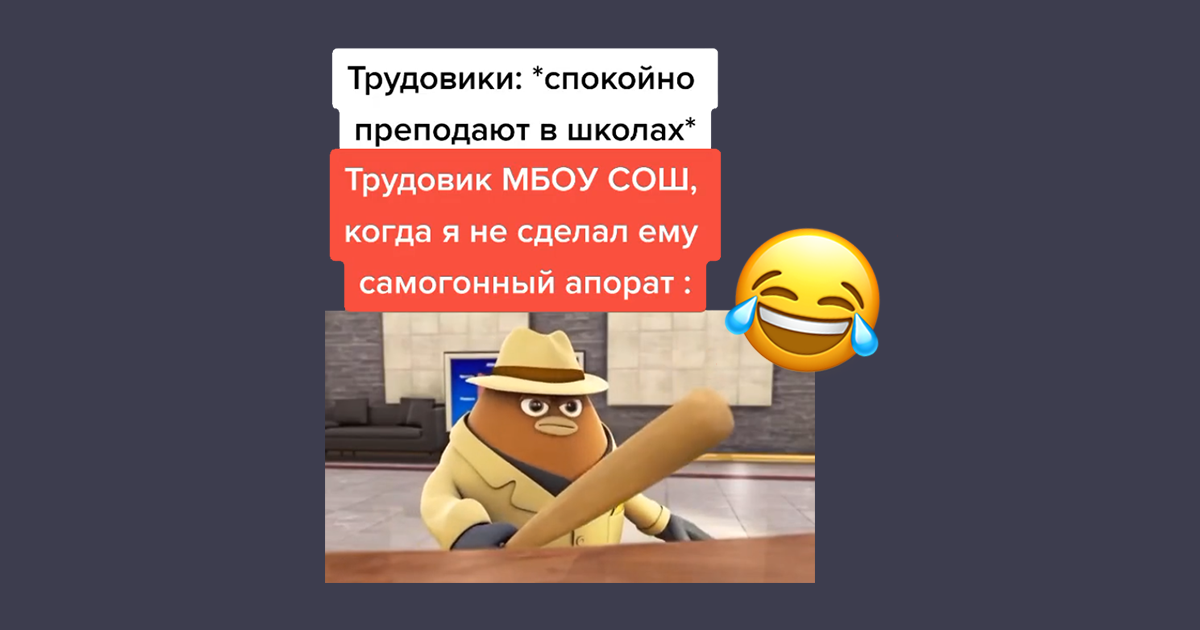 Трудовики: *спокойно
преподают в школах*
Трудовик МБОУ СОШ,
когда я не сделал ему
самогонный апорат :